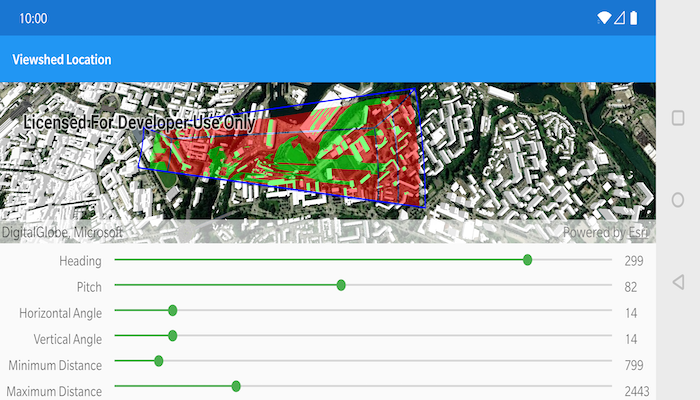 10:00
Viewshed Location
Licensed For Developer Use Only
DigitalGlobe, Microsoft Powered by Esri
Heading 299
Pitch 82
Horizontal Angle 14
Vertical Angle 14
Minimum Distance 799
Maximum Distance 2443